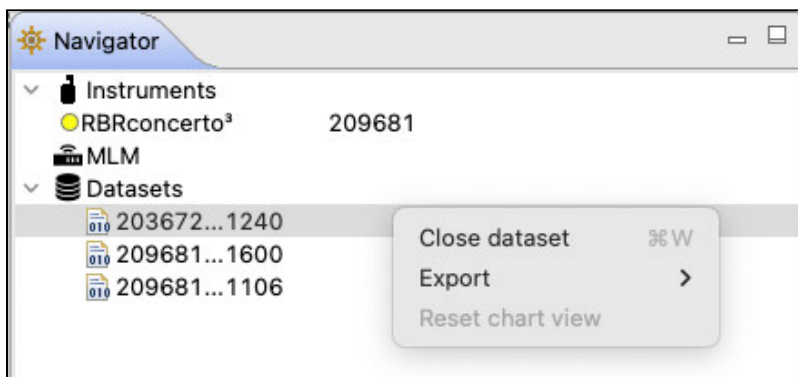 Navigator
Instruments
RBRconcerto³ 209681
MLM
Datasets
203672...1240
209681...1600
209681...1106
Close dataset ⌘W
Export >
Reset chart view